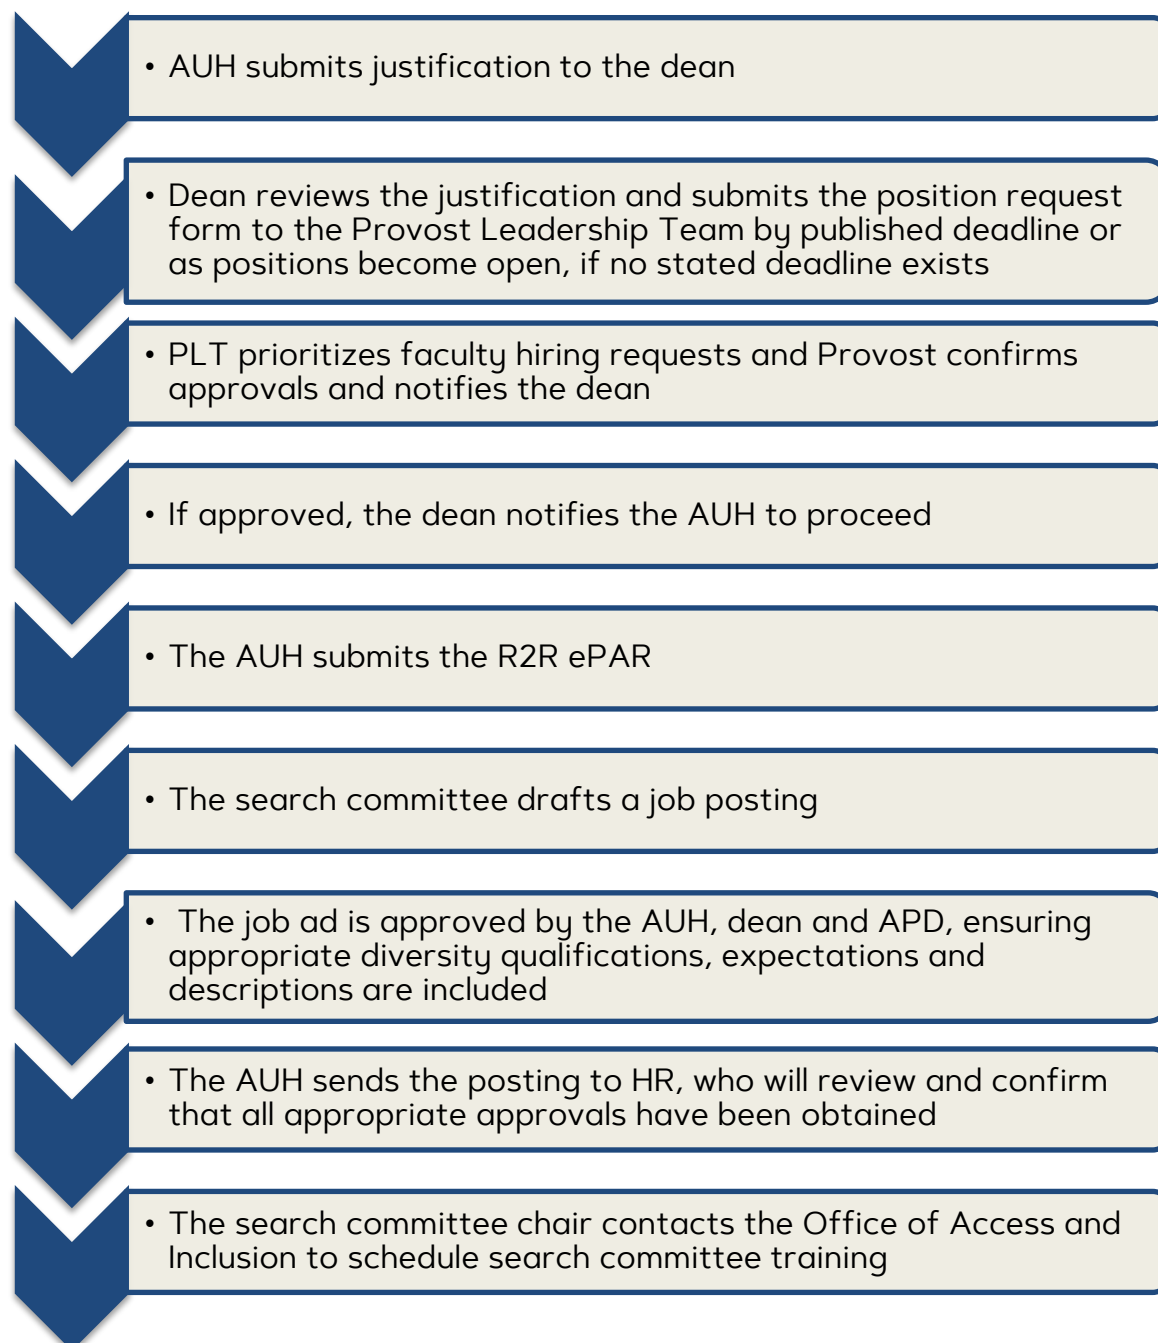 • AUH submits justification to the dean
• Dean reviews the justification and submits the position request
form to the Provost Leadership Team by published deadline or
as positions become open, if no stated deadline exists
• PLT prioritizes faculty hiring requests and Provost confirms
approvals and notifies the dean
• If approved, the dean notifies the AUH to proceed
• The AUH submits the R2R ePAR
• The search committee drafts a job posting
• The job ad is approved by the AUH, dean and APD, ensuring
appropriate diversity qualifications, expectations and
descriptions are included
• The AUH sends the posting to HR, who will review and confirm
that all appropriate approvals have been obtained
• The search committee chair contacts the Office of Access and
Inclusion to schedule search committee training